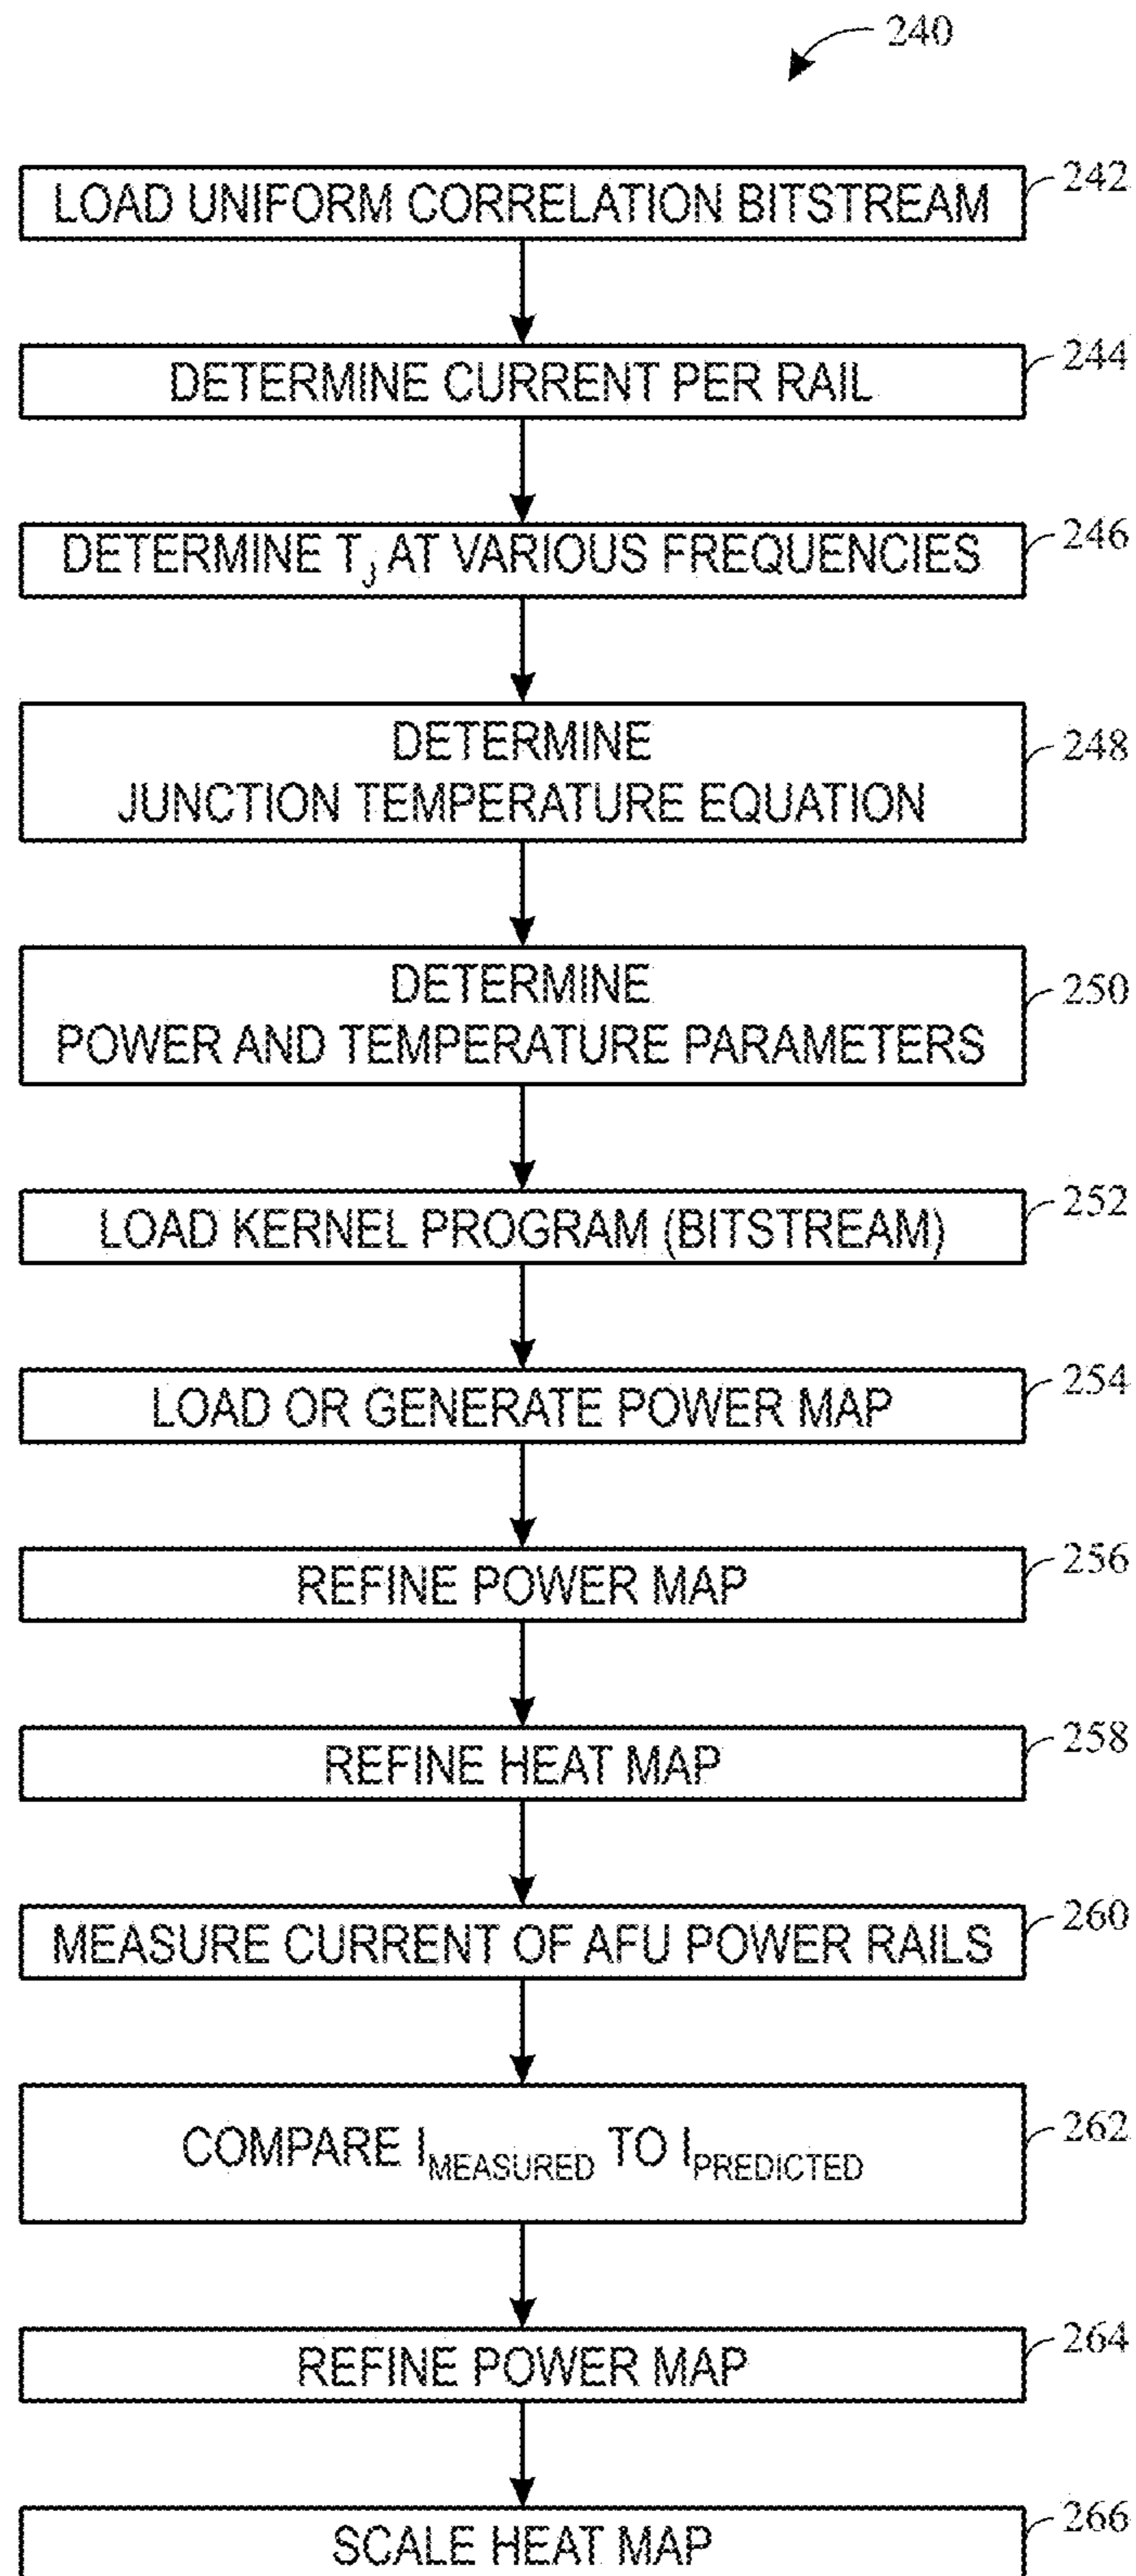 240
LOAD UNIFORM CORRELATION BITSTREAM
242
DETERMINE CURRENT PER RAIL
244
DETERMINE TJ AT VARIOUS FREQUENCIES
246
DETERMINE
JUNCTION TEMPERATURE EQUATION
248
DETERMINE
POWER AND TEMPERATURE PARAMETERS
250
LOAD KERNEL PROGRAM (BITSTREAM)
252
LOAD OR GENERATE POWER MAP
254
REFINE POWER MAP
256
REFINE HEAT MAP
258
MEASURE CURRENT OF AFU POWER RAILS
260
COMPARE IMEASURED TO IPREDICTED
262
REFINE POWER MAP
264
SCALE HEAT MAP
266